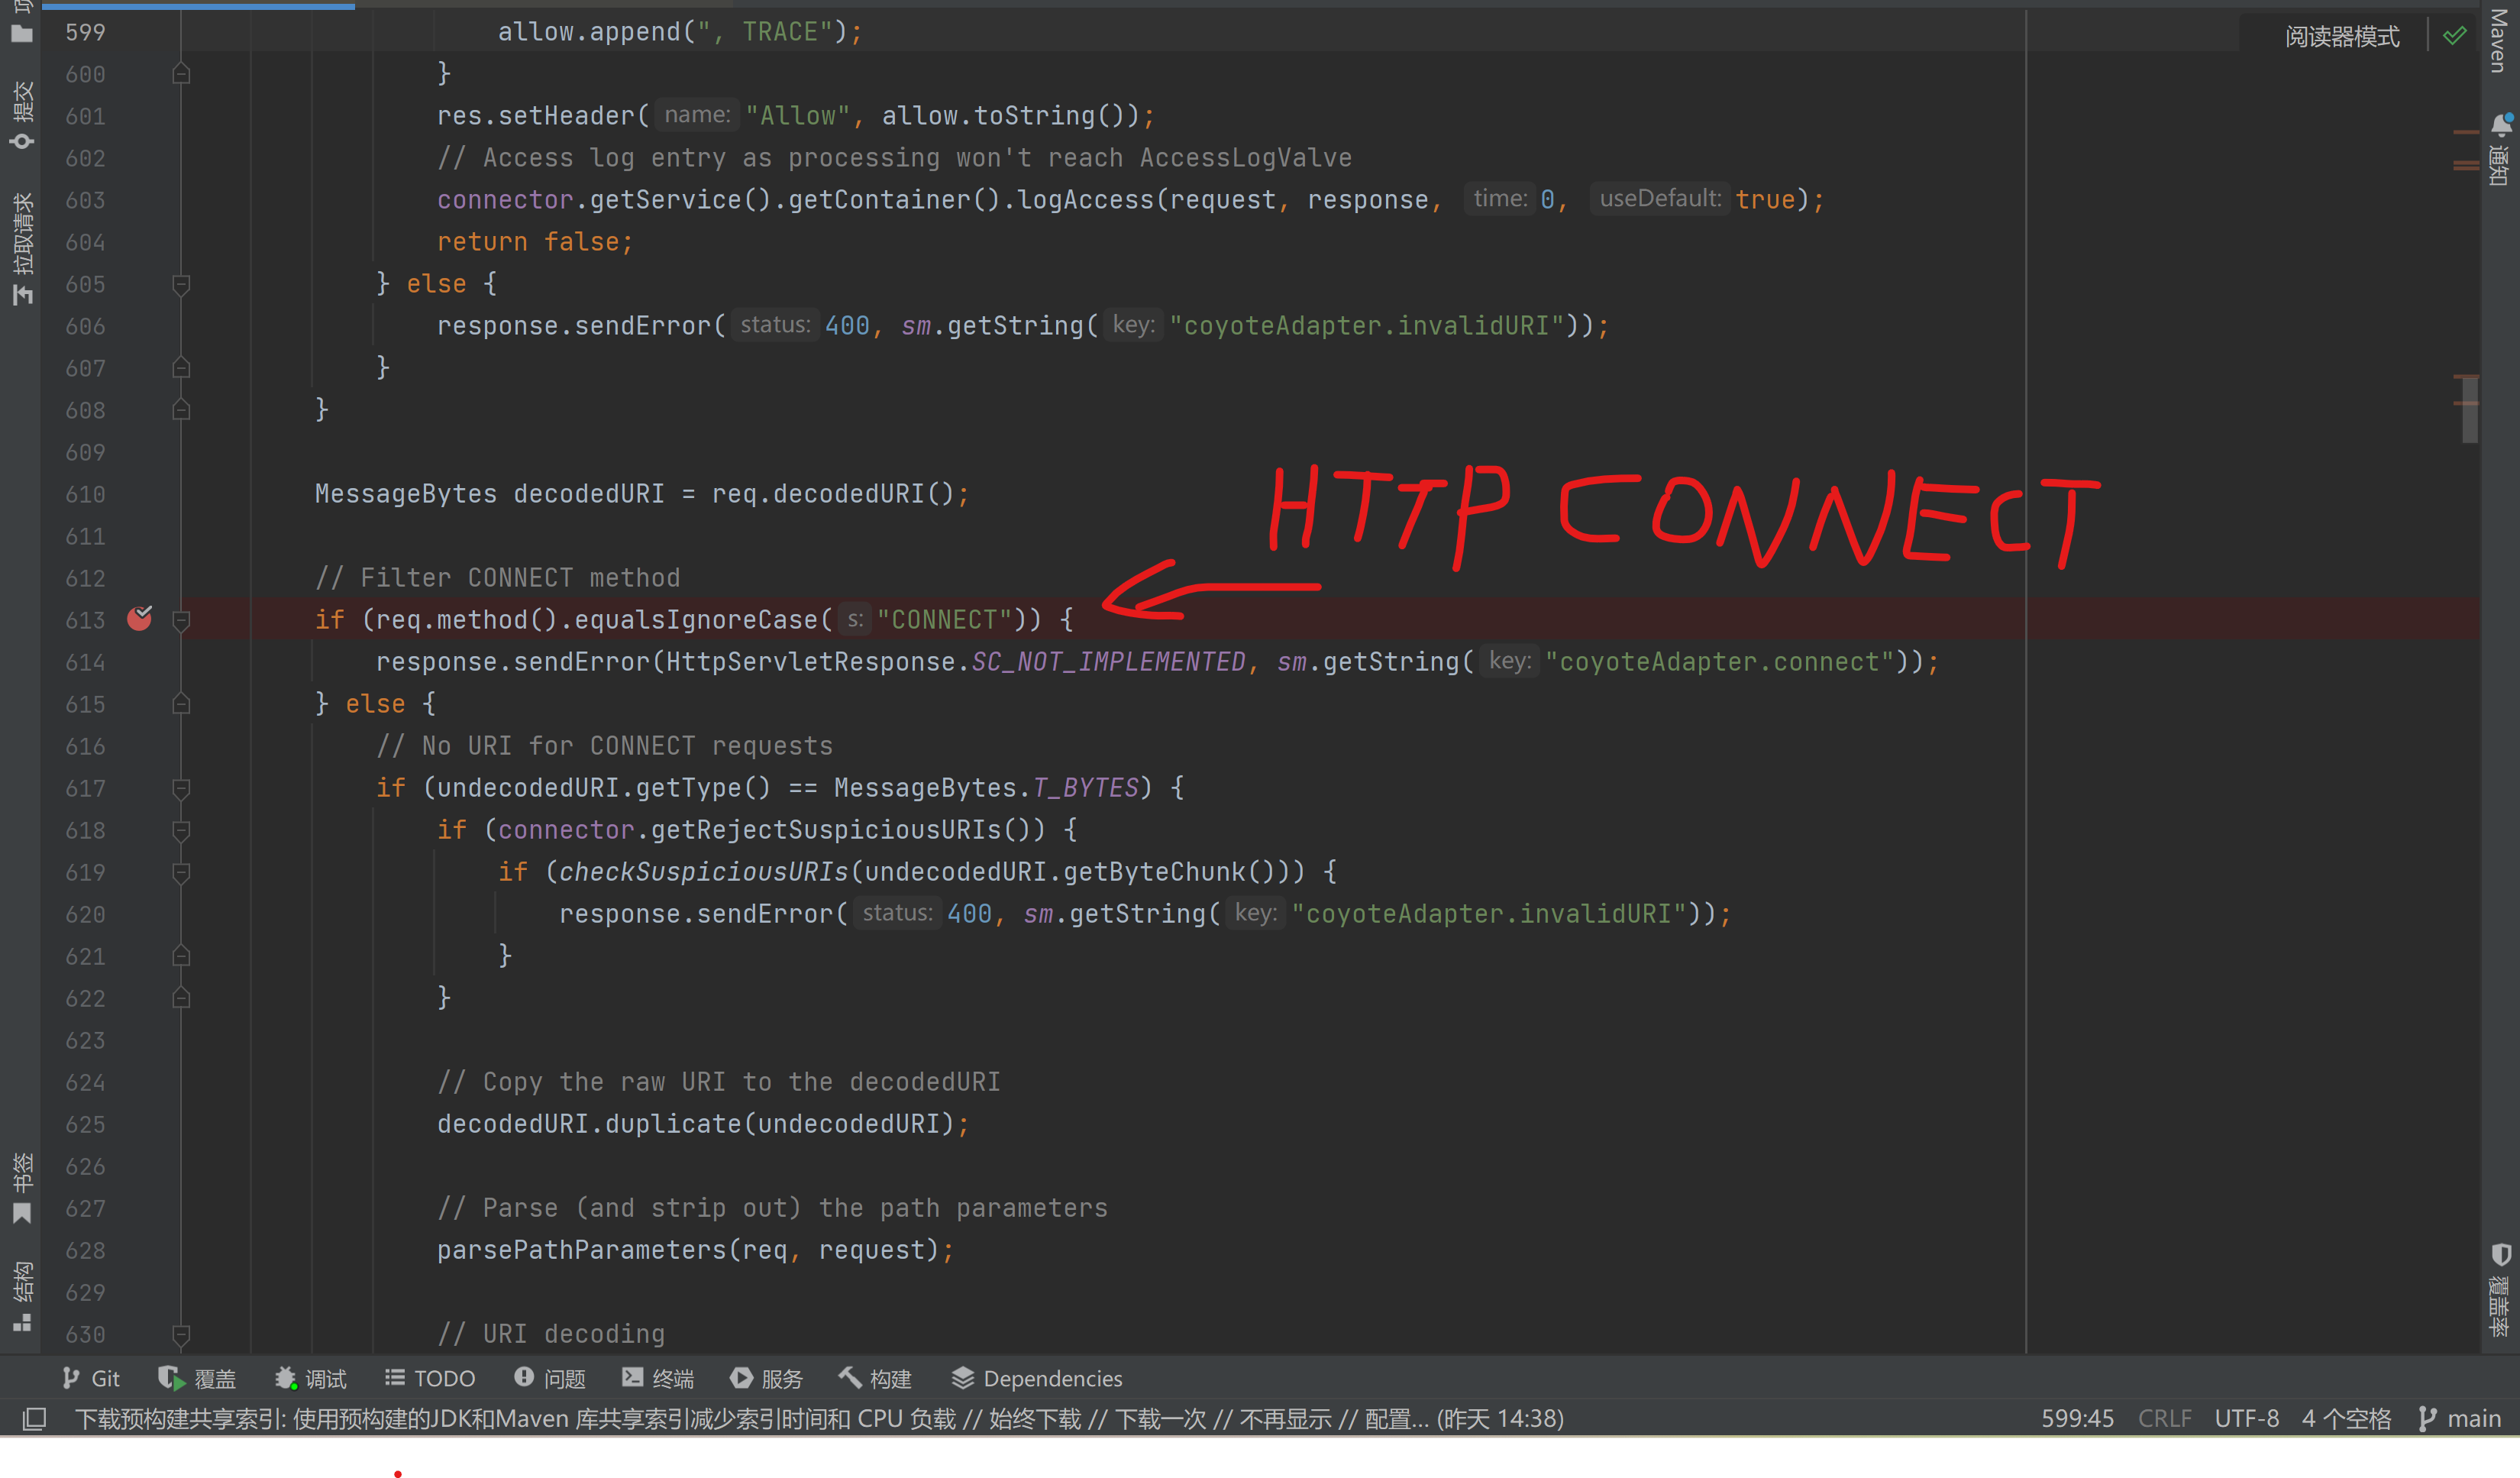 项
提交
拉取请求
书签
结构
Maven
通知
覆盖率
阅读器模式
599 allow.append(", TRACE");
600 }
601 res.setHeader( name: "Allow", allow.toString());
602 // Access log entry as processing won't reach AccessLogValve
603 connector.getService().getContainer().logAccess(request, response, time: 0, useDefault: true);
604 return false;
605 } else {
606 response.sendError( status: 400, sm.getString( key: "coyoteAdapter.invalidURI"));
607 }
608 }
609
610 MessageBytes decodedURI = req.decodedURI();
HTTP CONNECT
611
612 // Filter CONNECT method
613 if (req.method().equalsIgnoreCase( s: "CONNECT")) {
614 response.sendError(HttpServletResponse.SC_NOT_IMPLEMENTED, sm.getString( key: "coyoteAdapter.connect"));
615 } else {
616 // No URI for CONNECT requests
617 if (undecodedURI.getType() == MessageBytes.T_BYTES) {
618 if (connector.getRejectSuspiciousURIs()) {
619 if (checkSuspiciousURIs(undecodedURI.getByteChunk())) {
620 response.sendError( status: 400, sm.getString( key: "coyoteAdapter.invalidURI"));
621 }
622 }
623
624 // Copy the raw URI to the decodedURI
625 decodedURI.duplicate(undecodedURI);
626
627 // Parse (and strip out) the path parameters
628 parsePathParameters(req, request);
629
630 // URI decoding
Git 覆盖 调试 TODO 问题 终端 服务 构建 Dependencies
下载预构建共享索引: 使用预构建的JDK和Maven 库共享索引减少索引时间和 CPU 负载 // 始终下载 // 下载一次 // 不再显示 // 配置... (昨天 14:38) 599:45 CRLF UTF-8 4 个空格 main